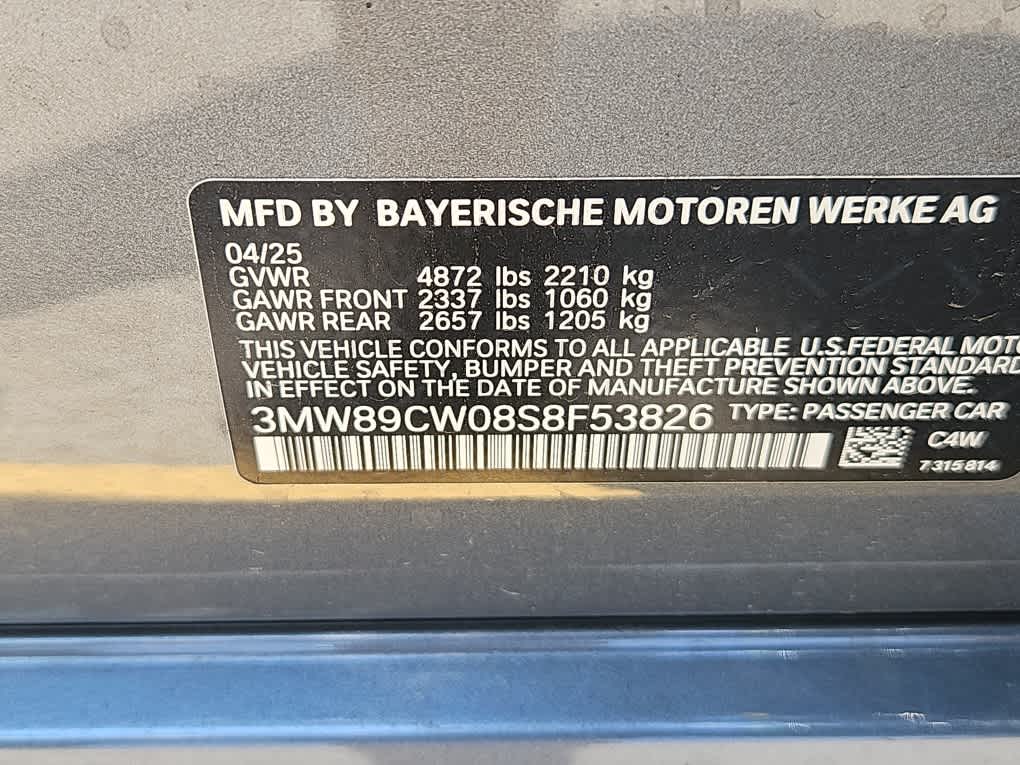 MFD BY BAYERISCHE MOTOREN WERKE AG
04/25
GVWR 4872 lbs 2210 kg
GAWR FRONT 2337 lbs 1060 kg
GAWR REAR 2657 lbs 1205 kg
THIS VEHICLE CONFORMS TO ALL APPLICABLE U.S.FEDERAL MOTO
VEHICLE SAFETY, BUMPER AND THEFT PREVENTION STANDARD
IN EFFECT ON THE DATE OF MANUFACTURE SHOWN ABOVE.
3MW89CW08S8F53826 TYPE: PASSENGER CAR
C4W
7315814